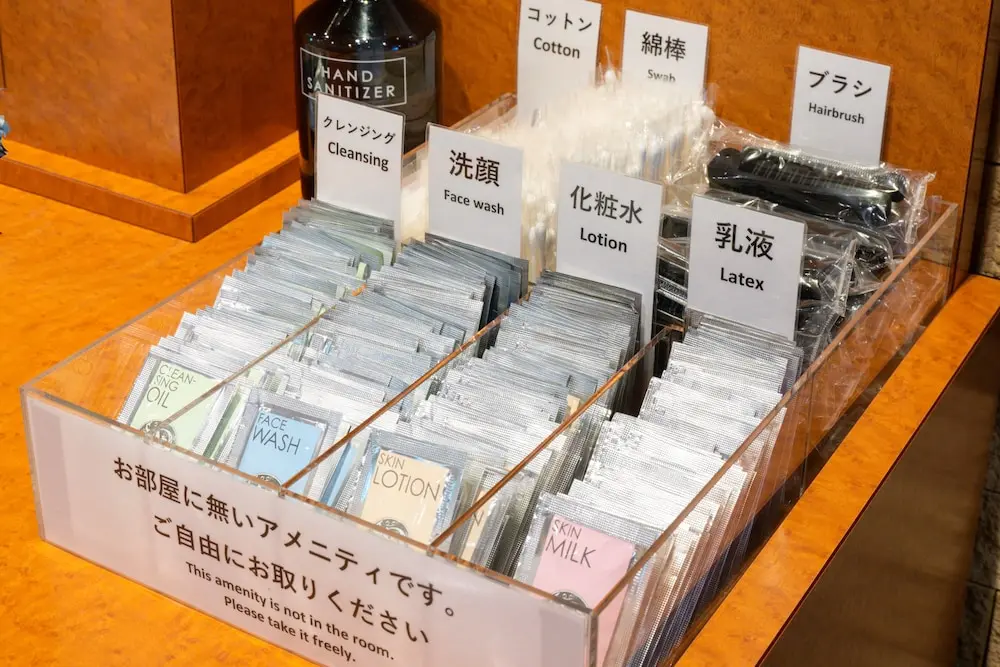 コットン
Cotton
綿棒
Swab
ブラシ
Hairbrush
HAND
SANITIZER
クレンジング
Cleansing
洗顔
Face wash
化粧水
Lotion
乳液
Latex
CLEAN-
SING
OIL
FACE
WASH
SKIN
LOTION
SKIN
MILK
お部屋に無いアメニティです。
ご自由にお取りください
This amenity is not in the room.
Please take it freely.